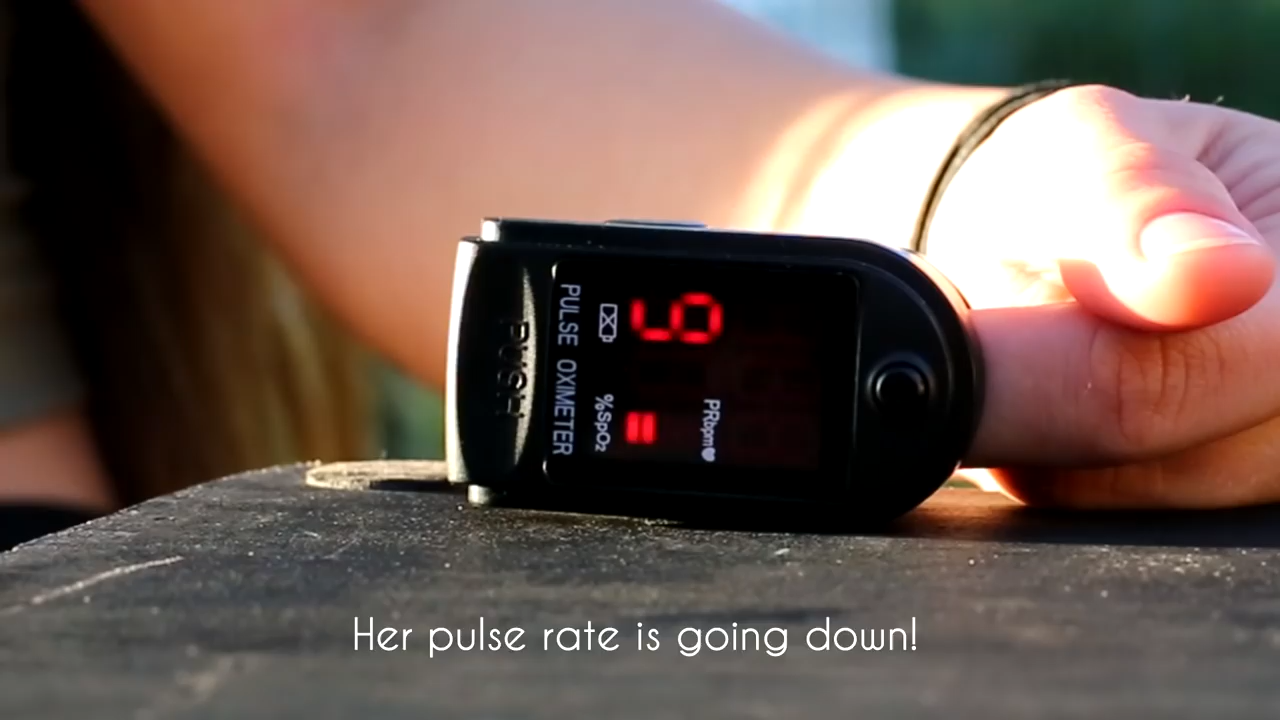 PUSH
PULSE OXIMETER
%SpO2
PRbpm
Her pulse rate is going down!